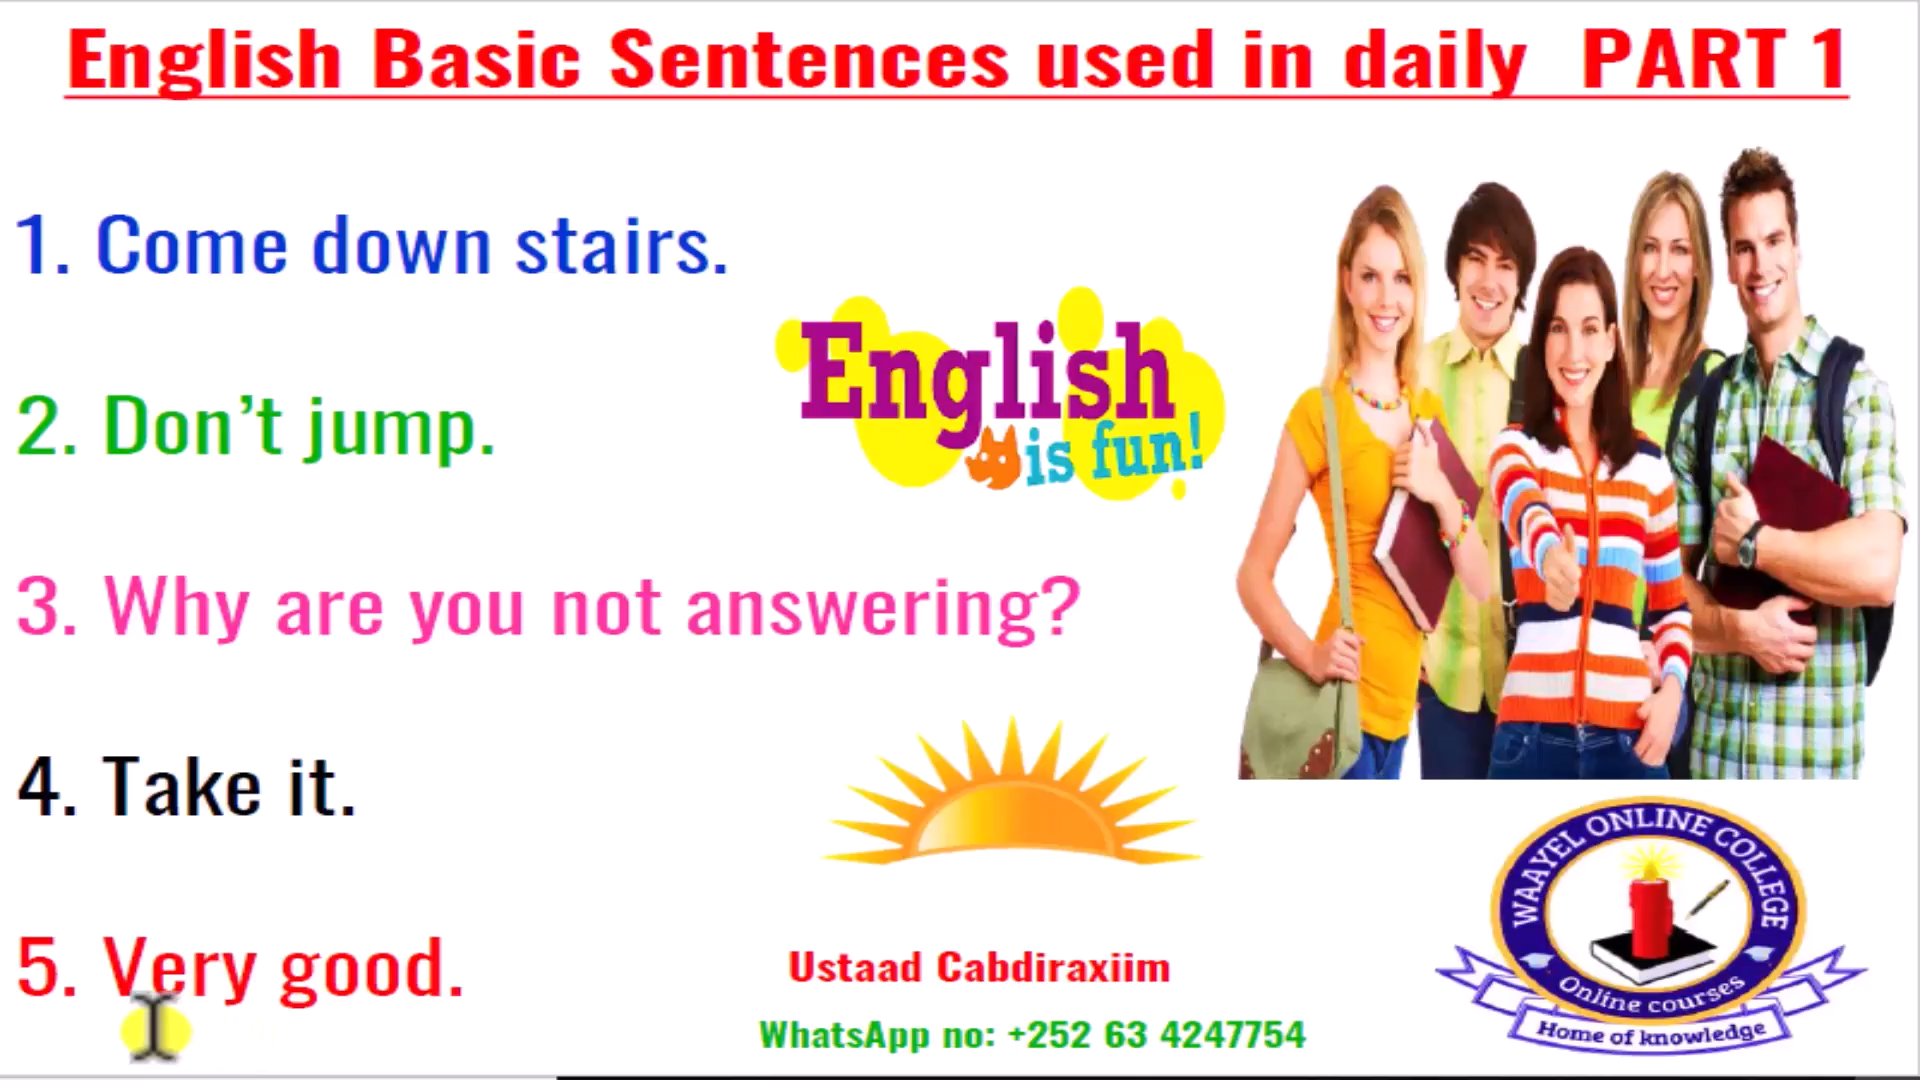 English Basic Sentences used in daily PART 1
1. Come down stairs.
2. Don't jump.
3. Why are you not answering?
4. Take it.
5. Very good.
English
is fun!
Ustaad Cabdiraxiim
WhatsApp no: +252 63 4247754
WAAYEL ONLINE COLLEGE
Online courses
Home of knowledge